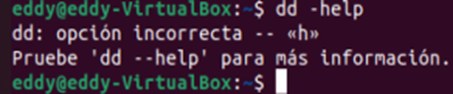 eddy@eddy-VirtualBox:~$ dd -help
dd: opción incorrecta -- «h»
Pruebe 'dd --help' para más información.
eddy@eddy-VirtualBox:~$